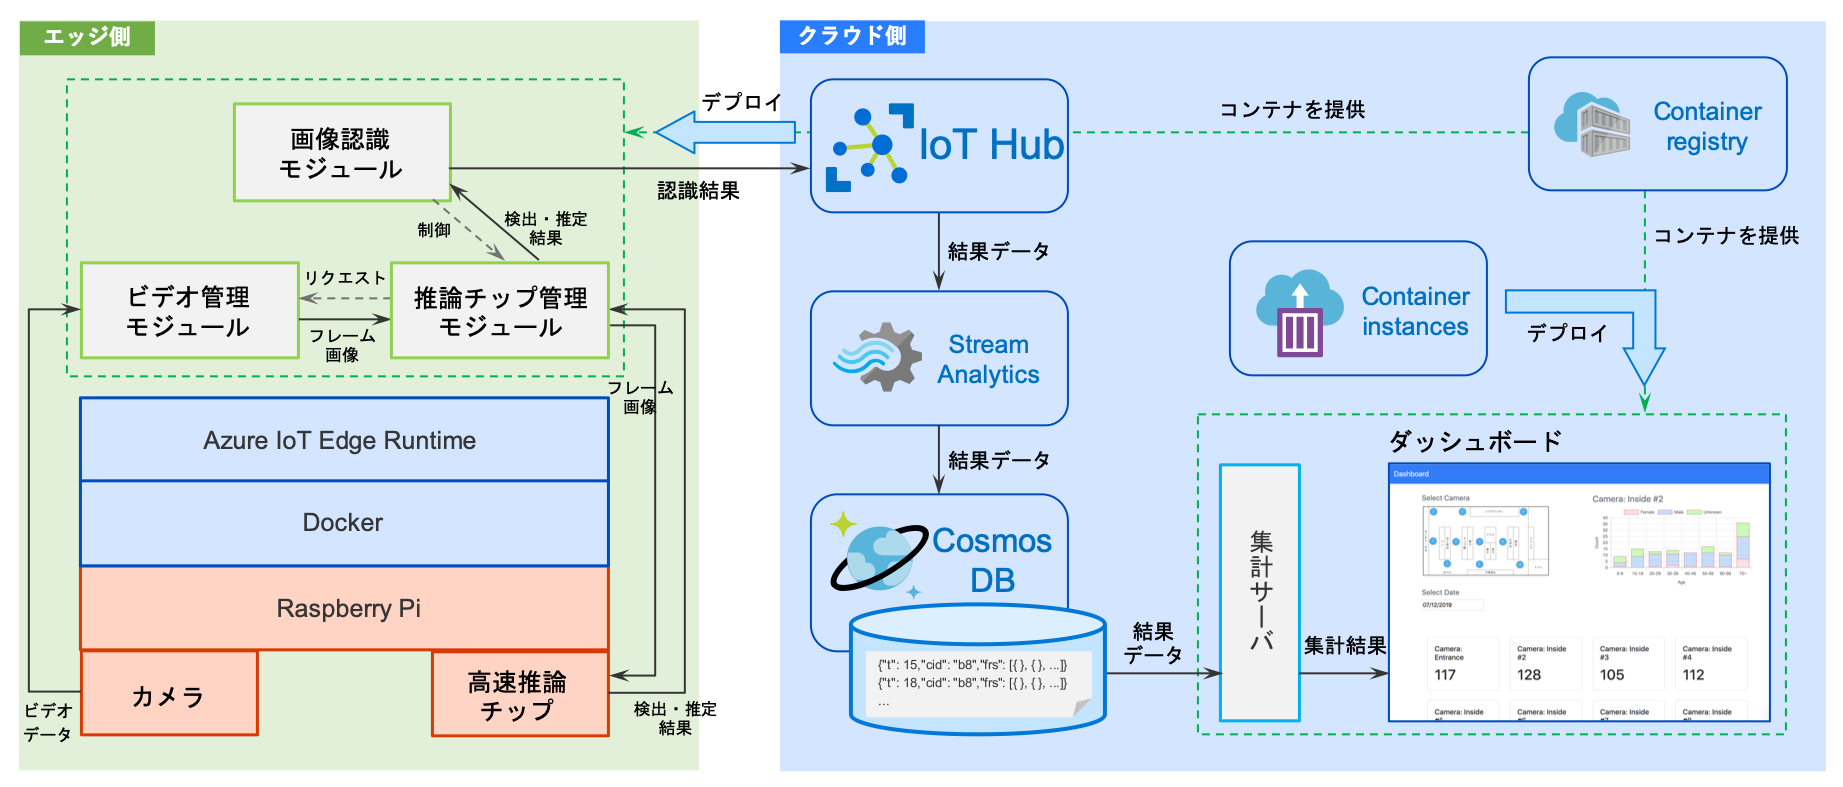 エッジ側
画像認識
モジュール
制御
検出・推定
結果
ビデオ管理
モジュール
リクエスト
フレーム
画像
推論チップ管理
モジュール
フレーム
画像
Azure IoT Edge Runtime
Docker
Raspberry Pi
カメラ
高速推論
チップ
ビデオ
データ
検出・推定
結果
デプロイ
認識結果
クラウド側
IoT Hub
コンテナを提供
Container
registry
コンテナを提供
結果データ
Stream
Analytics
Container
instances
デプロイ
結果データ
Cosmos
DB
{"t": 15,"cid": "b8","frs": [{ }, { }, ...]}
{"t": 18,"cid": "b8","frs": [{ }, { }, ...]}
...
結果
データ
集計サーバ
集計結果
ダッシュボード
Dashboard
Select Camera
Camera: Inside #2
Female
Male
Unknown
Count
Age
Select Date
07/12/2019
Camera:
Entrance
117
Camera: Inside
#2
128
Camera: Inside
#3
105
Camera: Inside
#4
112
Camera: Inside
Camera: Inside
Camera: Inside
Camera: Inside